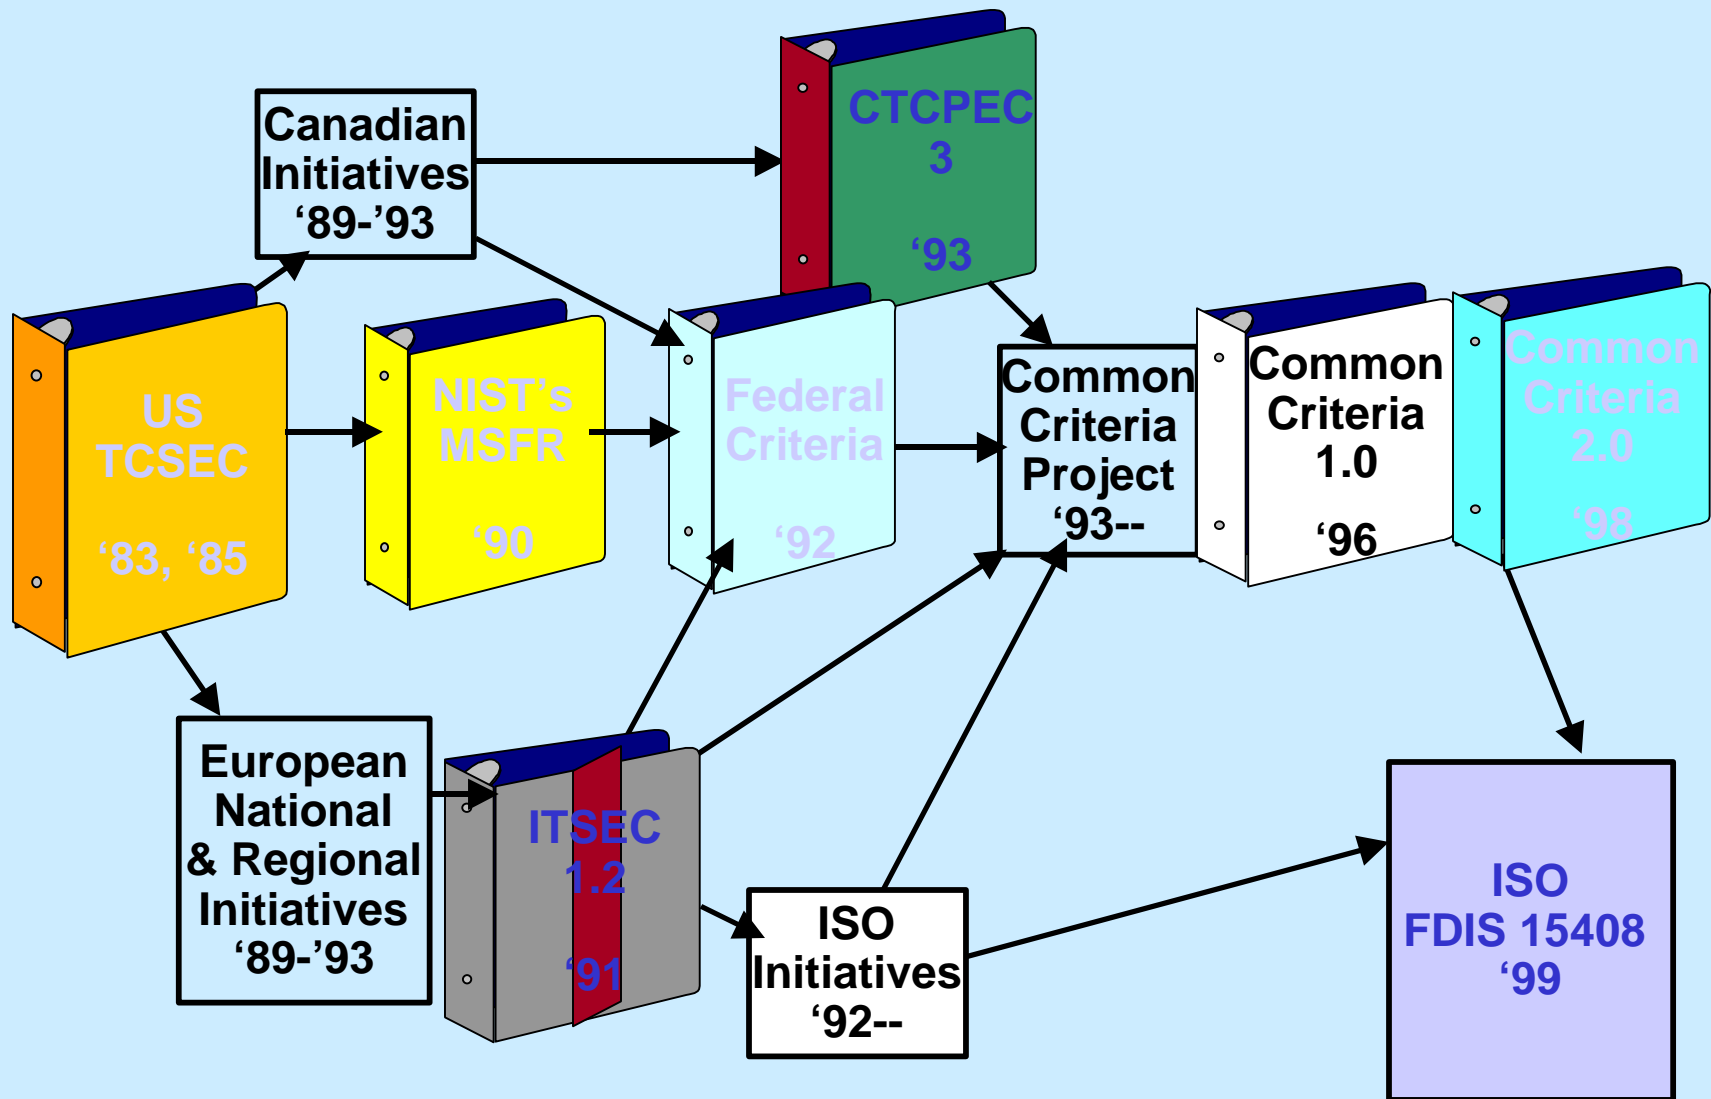 CTCPEC
3
‘93
Canadian
Initiatives
‘89-’93
US
TCSEC
‘83, ‘85
NIST’s
MSFR
‘90
Federal
Criteria
‘92
Common
Criteria
Project
‘93--
Common
Criteria
1.0
‘96
Common
Criteria
2.0
‘98
European
National
& Regional
Initiatives
‘89-’93
ITSEC
1.2
‘91
ISO
Initiatives
‘92--
ISO
FDIS 15408
‘99